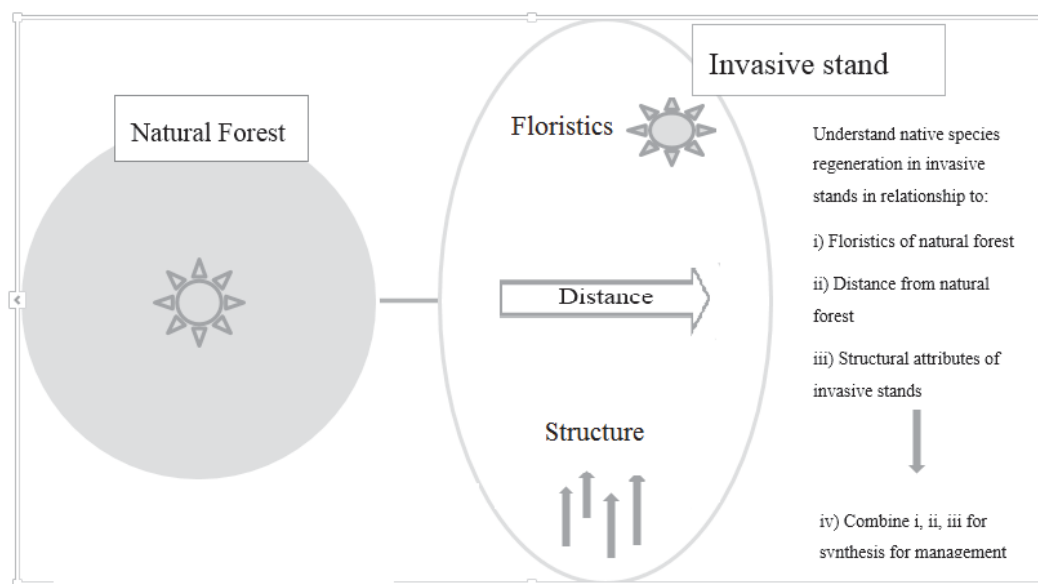 Natural Forest
Invasive stand
Floristics
Distance
Structure
Understand native species
regeneration in invasive
stands in relationship to:
i) Floristics of natural forest
ii) Distance from natural
forest
iii) Structural attributes of
invasive stands
iv) Combine i, ii, iii for
synthesis for management